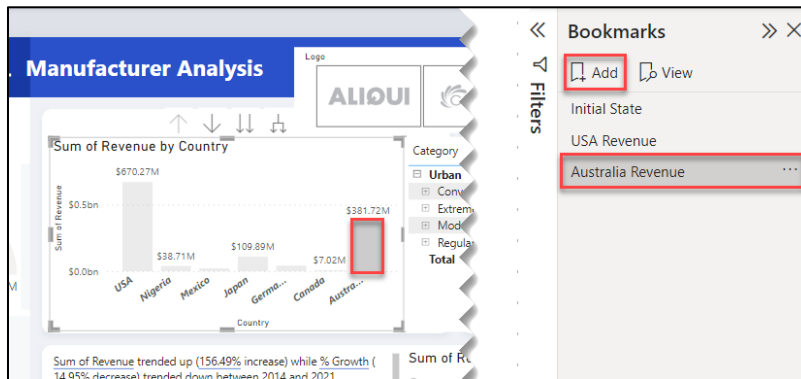 Manufacturer Analysis
Logo
ALIQUI
Sum of Revenue by Country
$670.27M
$0.5bn
$381.72M
$109.89M
$38.71M
$7.02M
$0.0bn
Sum of Revenue
USA
Nigeria
Mexico
Japan
Germa...
Canada
Austra...
Country
Category
Urban
Conv
Extrem
Mod
Regula
Total
M
Sum of Revenue trended up (156.49% increase) while % Growth (
14.95% decrease) trended down between 2014 and 2021
Sum of Re
Filters
Bookmarks
Add View
Initial State
USA Revenue
Australia Revenue ...